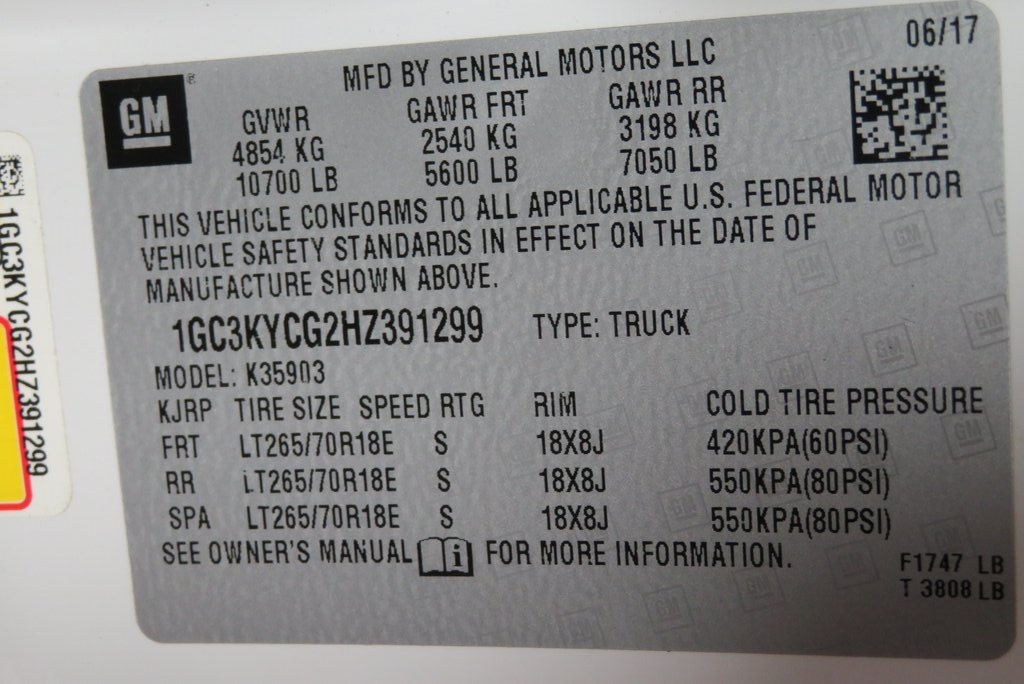 06/17
MFD BY GENERAL MOTORS LLC
GM
GVWR GAWR FRT GAWR RR
4854 KG 2540 KG 3198 KG
10700 LB 5600 LB 7050 LB
THIS VEHICLE CONFORMS TO ALL APPLICABLE U.S. FEDERAL MOTOR
VEHICLE SAFETY STANDARDS IN EFFECT ON THE DATE OF
MANUFACTURE SHOWN ABOVE.
1GC3KYCG2HZ391299 TYPE: TRUCK
MODEL: K35903
KJRP TIRE SIZE SPEED RTG RIM COLD TIRE PRESSURE
FRT LT265/70R18E S 18X8J 420KPA(60PSI)
RR LT265/70R18E S 18X8J 550KPA(80PSI)
SPA LT265/70R18E S 18X8J 550KPA(80PSI)
SEE OWNER'S MANUAL i FOR MORE INFORMATION.
F1747 LB
T 3808 LB
1GC3KYCG2HZ391299